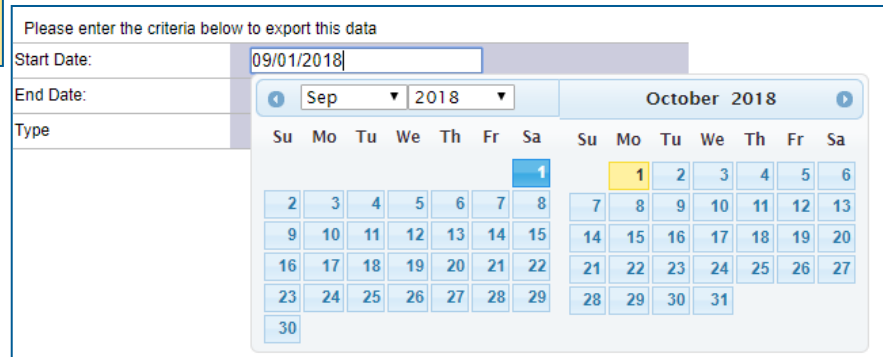 Please enter the criteria below to export this data
Start Date: 09/01/2018
End Date:
Type
Sep 2018 October 2018
Su Mo Tu We Th Fr Sa Su Mo Tu We Th Fr Sa
1 1 2 3 4 5 6
2 3 4 5 6 7 8 7 8 9 10 11 12 13
9 10 11 12 13 14 15 14 15 16 17 18 19 20
16 17 18 19 20 21 22 21 22 23 24 25 26 27
23 24 25 26 27 28 29 28 29 30 31
30